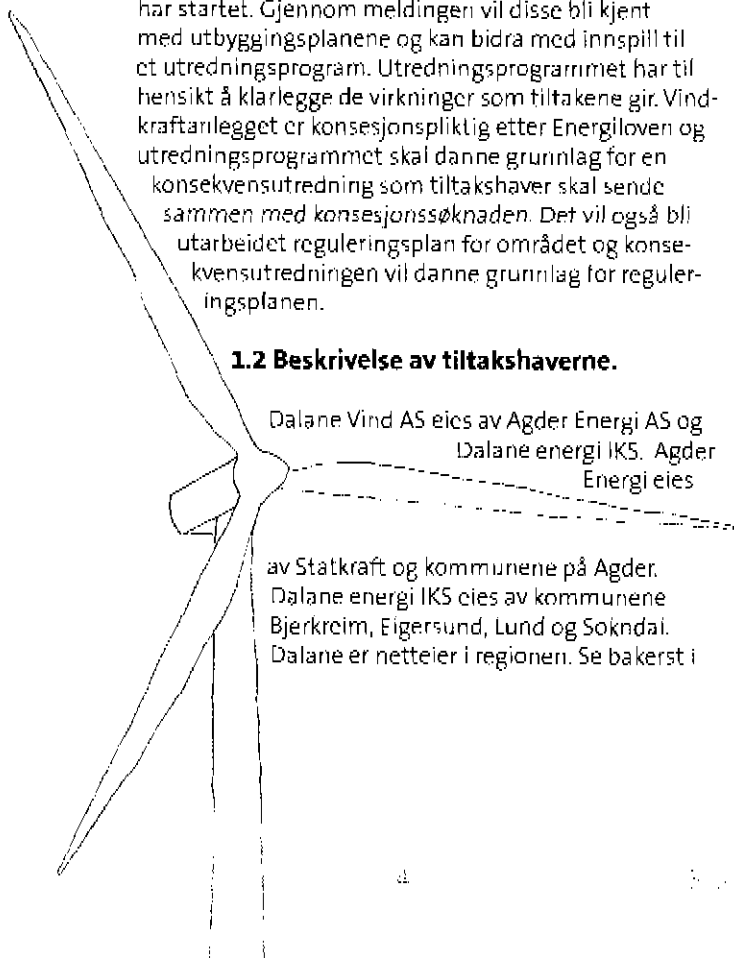 har startet. Gjennom meldingen vil disse bli kjent
med utbyggingsplanene og kan bidra med innspill til
et utredningsprogram. Utredningsprogrammet har til
hensikt å klarlegge de virkninger som tiltakene gir. Vind-
kraftanlegget er konsesjonspliktig etter Energiloven og
utredningsprogrammet skal danne grunnlag for en
konsekvensutredning som tiltakshaver skal sende
sammen med konsesjonssøknaden. Det vil også bli
utarbeidet reguleringsplan for området og konse-
kvensutredningen vil danne grunnlag for reguler-
ingsplanen.
1.2 Beskrivelse av tiltakshaverne.
Dalane Vind AS eies av Agder Energi AS og
Dalane energi IKS. Agder
Energi eies
av Statkraft og kommunene på Agder.
Dalane energi IKS eies av kommunene
Bjerkreim, Eigersund, Lund og Sokndal.
Dalane er netteier i regionen. Se bakerst i
4